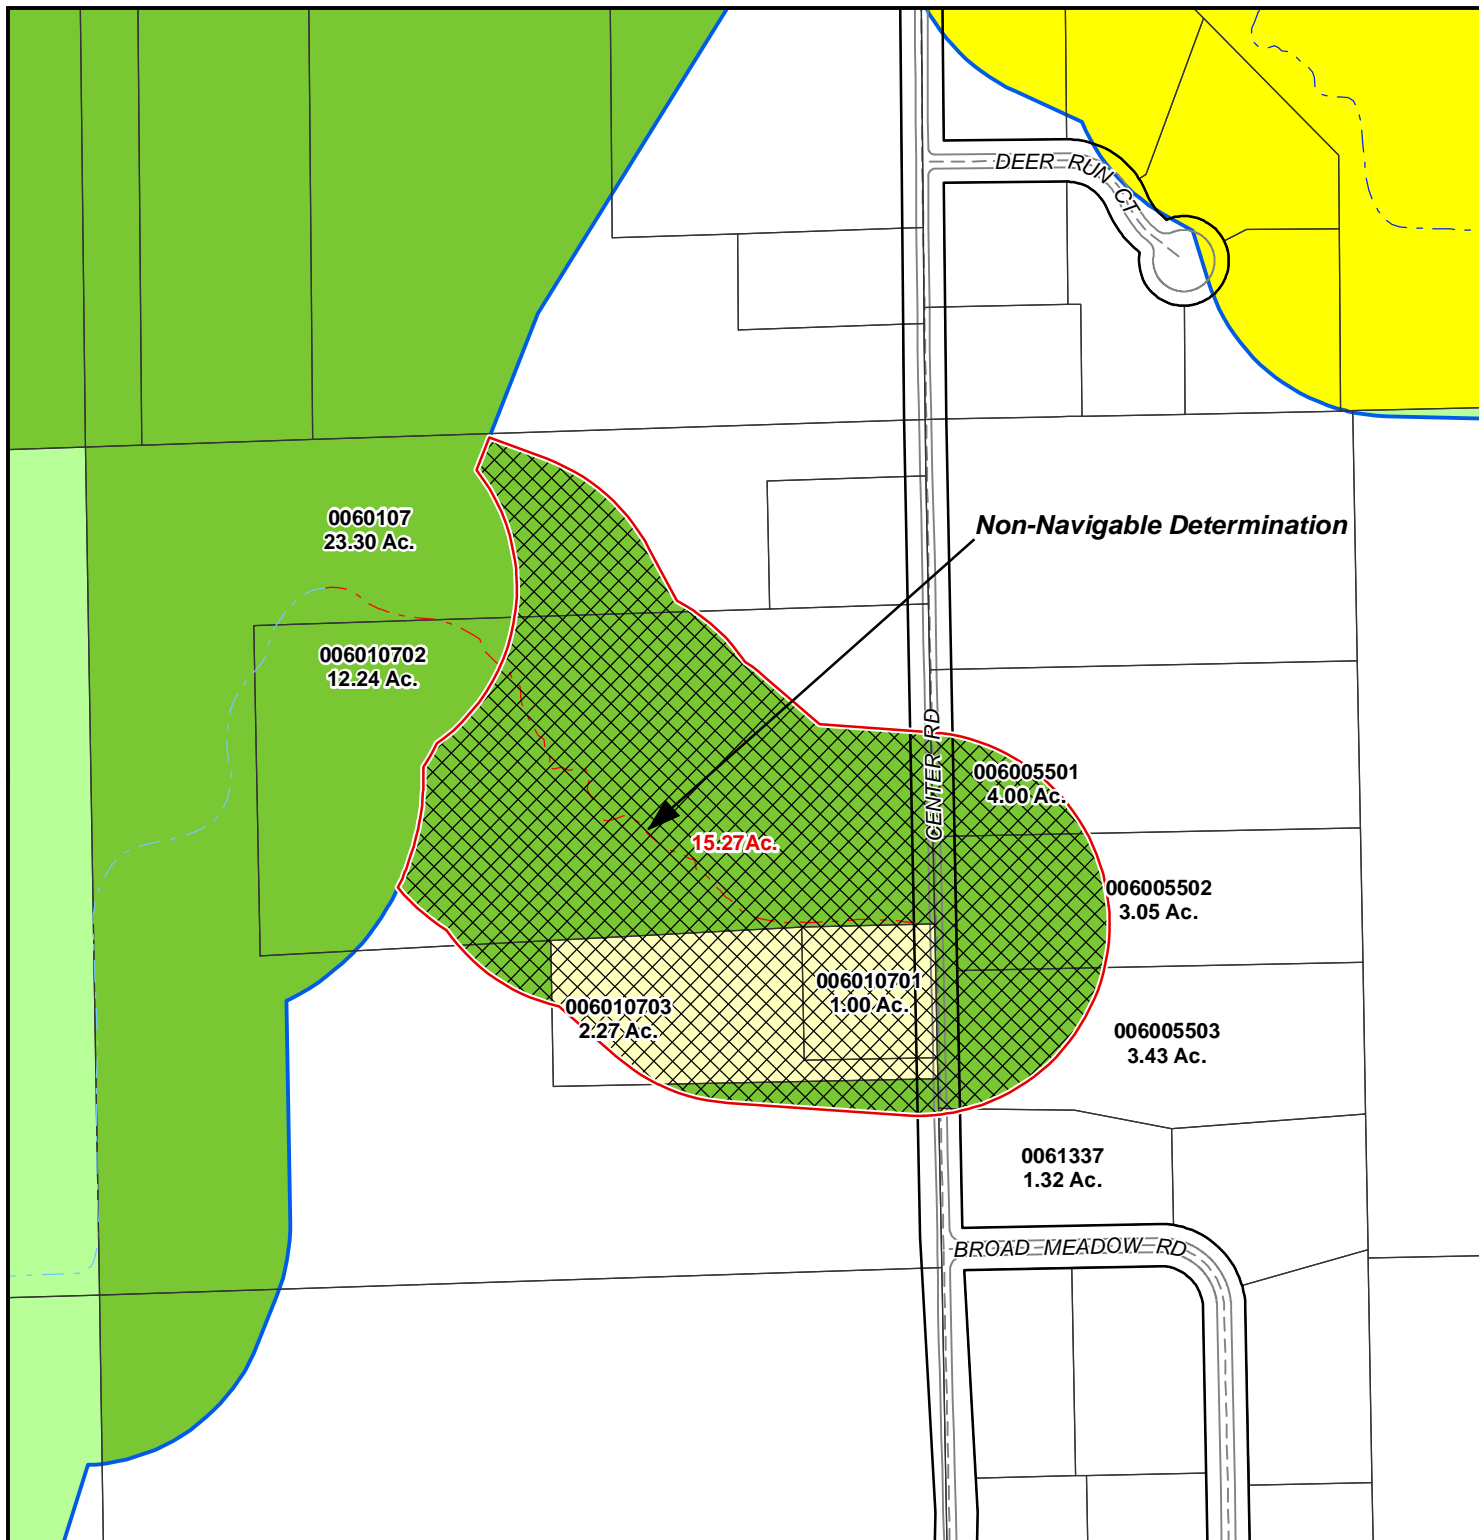 DEER RUN CT
0060107
23.30 Ac.
Non-Navigable Determination
006010702
12.24 Ac.
CENTER RD
006005501
4.00 Ac.
15.27Ac.
006005502
3.05 Ac.
006010701
1.00 Ac.
006010703
2.27 Ac.
006005503
3.43 Ac.
0061337
1.32 Ac.
BROAD MEADOW RD